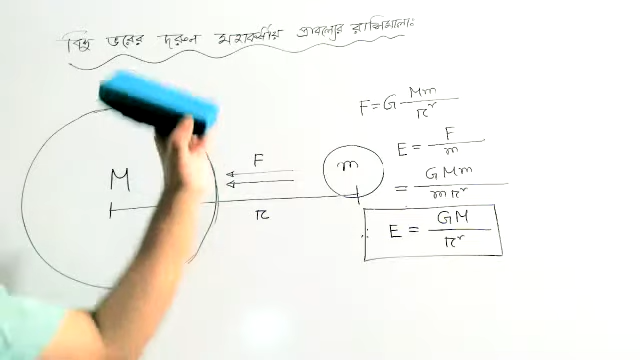 বিন্দু ভরের দরুন মহাকর্ষীয় প্রাবল্যের রাশিমালা:
F = G Mm/r²
E = F/m
= GMm/mr²
∴ E = GM/r²
M
F
m
r